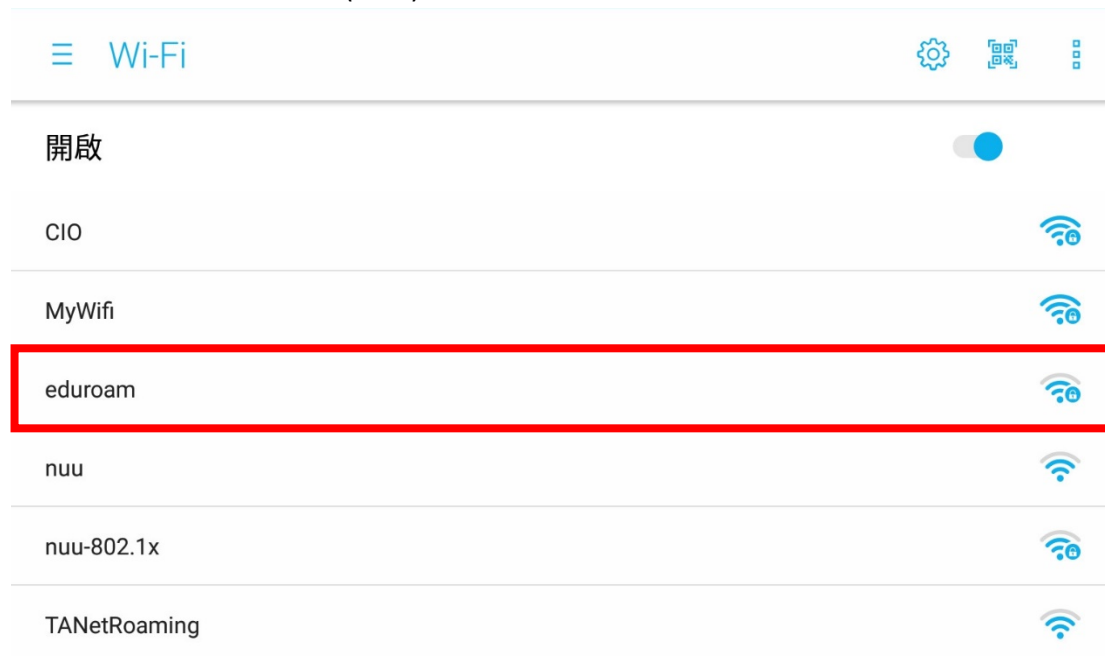 Wi-Fi
開啟
CIO
MyWifi
eduroam
nuu
nuu-802.1x
TANetRoaming